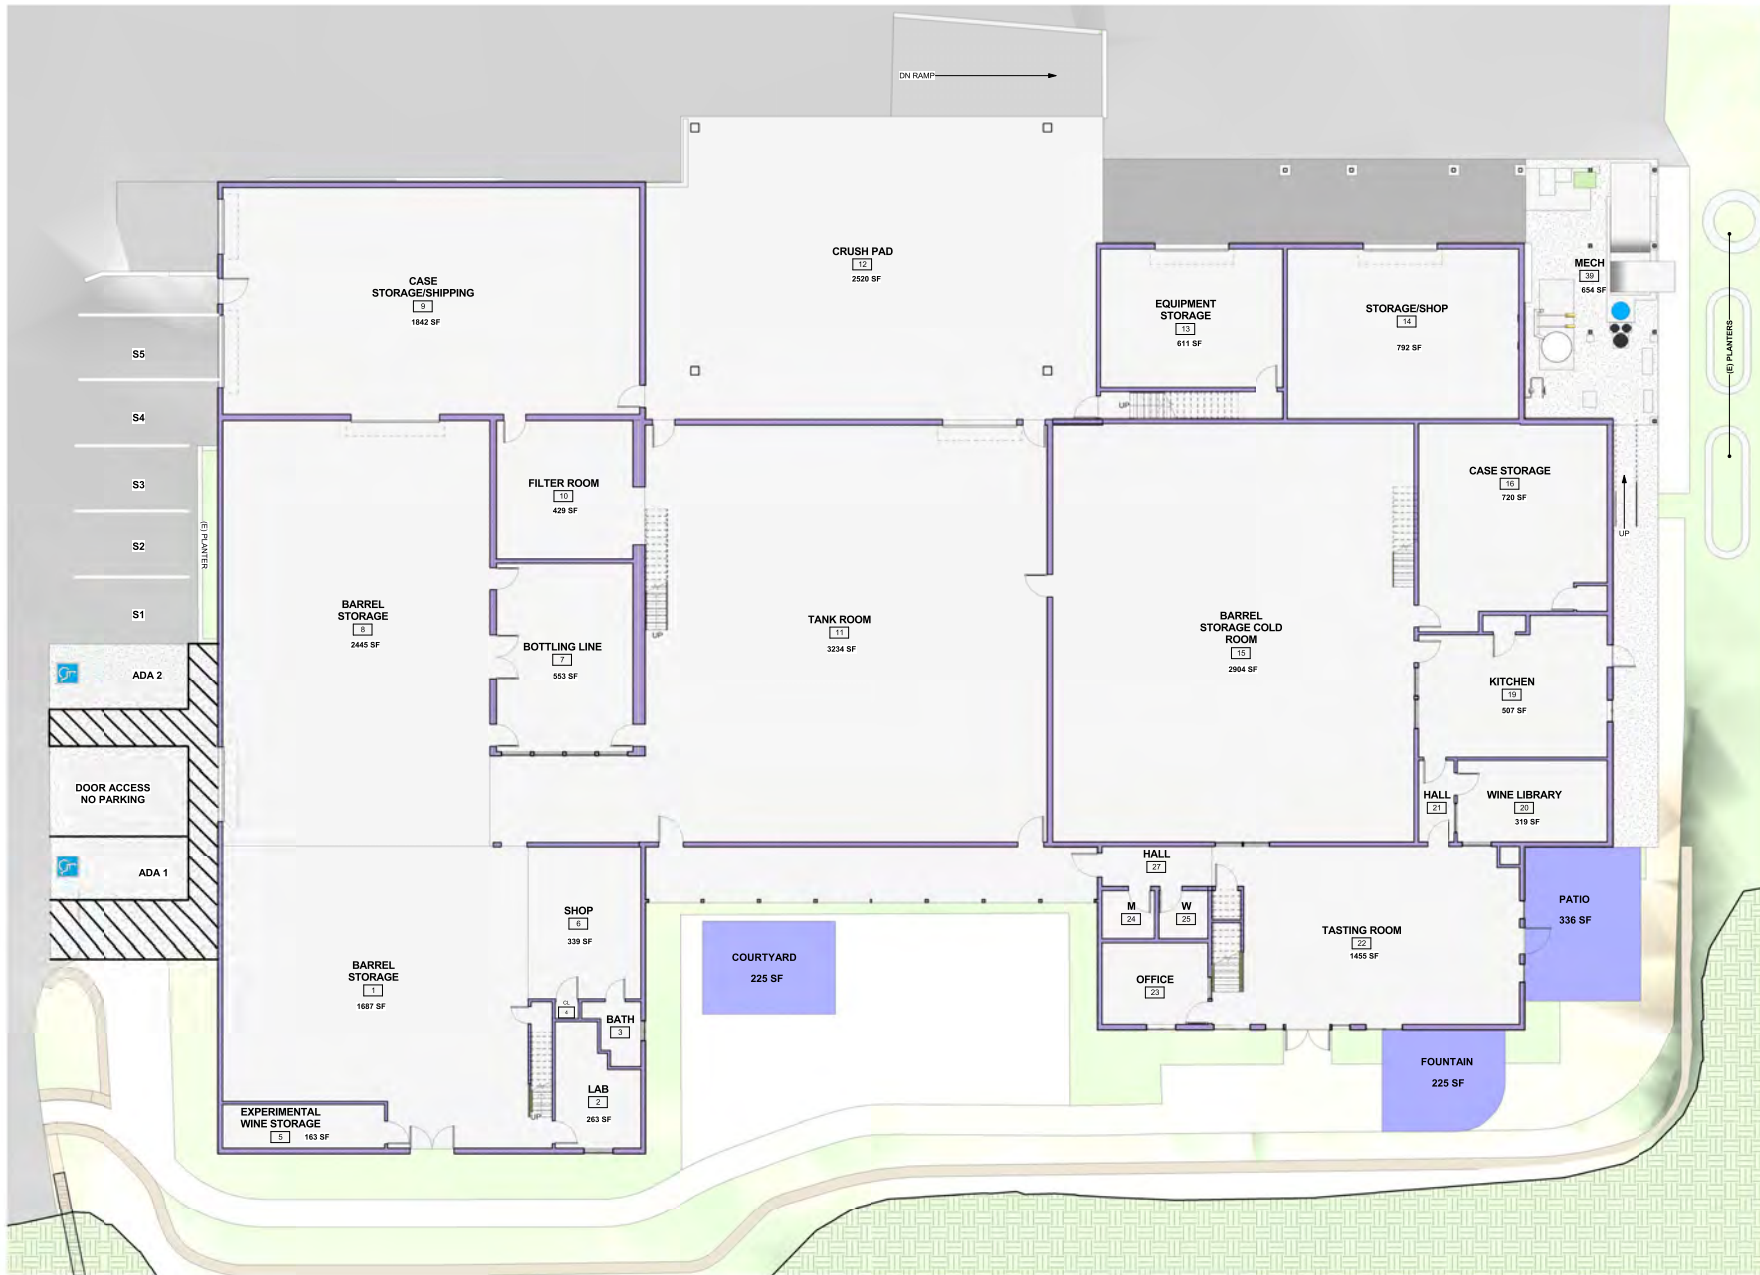 DN RAMP
CRUSH PAD
12
2520 SF
CASE
STORAGE/SHIPPING
9
1842 SF
EQUIPMENT
STORAGE
13
611 SF
STORAGE/SHOP
14
792 SF
MECH
39
654 SF
UP
(E) PLANTERS
S5
S4
S3
S2
S1
(E) PLANTER
UP
FILTER ROOM
10
429 SF
CASE STORAGE
16
720 SF
UP
BARREL
STORAGE
8
2445 SF
BOTTLING LINE
7
553 SF
UP
TANK ROOM
11
3234 SF
BARREL
STORAGE COLD
ROOM
15
2904 SF
KITCHEN
19
507 SF
ADA 2
DOOR ACCESS
NO PARKING
ADA 1
HALL
21
WINE LIBRARY
20
319 SF
HALL
27
M
24
W
25
SHOP
6
339 SF
COURTYARD
225 SF
TASTING ROOM
22
1455 SF
PATIO
336 SF
BARREL
STORAGE
1
1687 SF
OFFICE
23
CL
4
BATH
3
FOUNTAIN
225 SF
LAB
2
263 SF
UP
EXPERIMENTAL
WINE STORAGE
5
163 SF